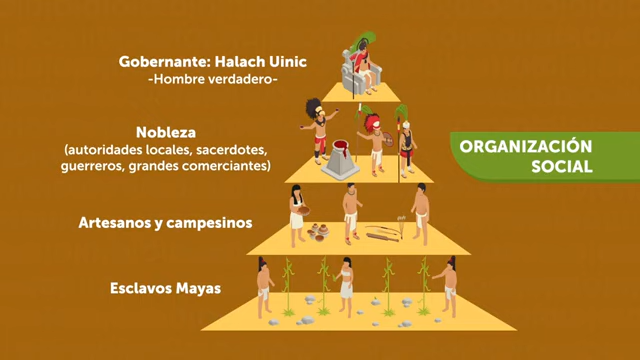 Gobernante: Halach Uinic
-Hombre verdadero-
Nobleza
(autoridades locales, sacerdotes,
guerreros, grandes comerciantes)
ORGANIZACIÓN
SOCIAL
Artesanos y campesinos
Esclavos Mayas